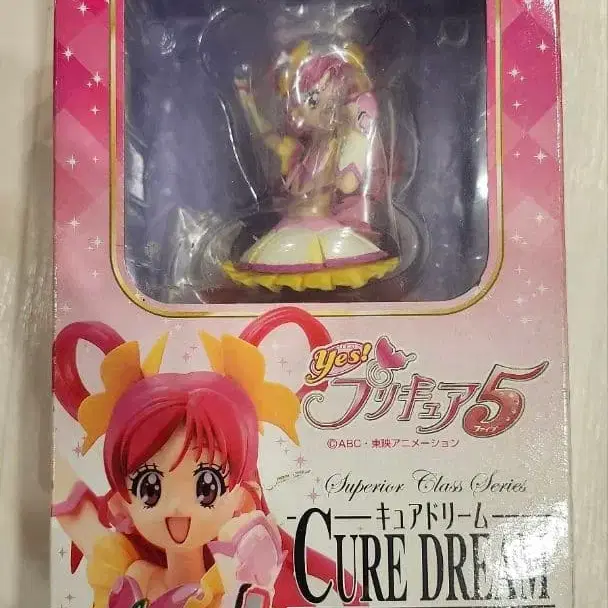 Yes!
プリキュア5
ファイブ
©ABC・東映アニメーション
Superior Class Series
キュアドリーム
CURE DREAM